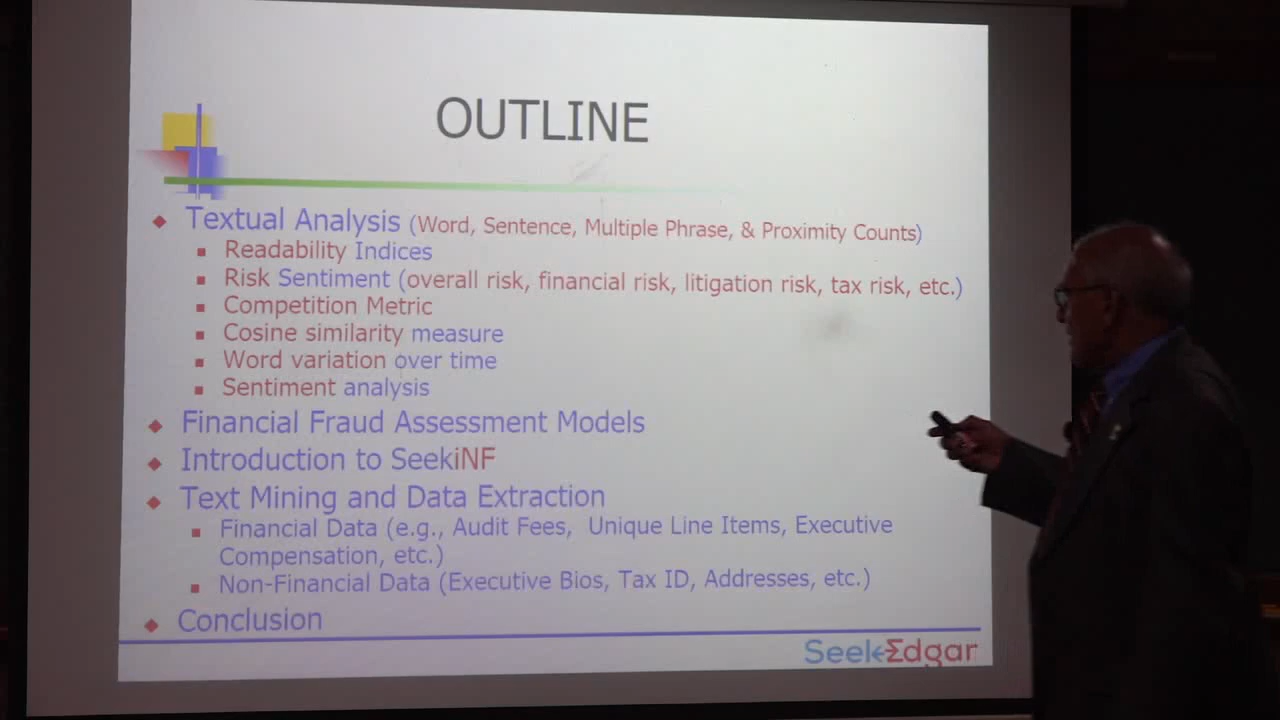 OUTLINE
Textual Analysis (Word, Sentence, Multiple Phrase, & Proximity Counts)
Readability Indices
Risk Sentiment (overall risk, financial risk, litigation risk, tax risk, etc.)
Competition Metric
Cosine similarity measure
Word variation over time
Sentiment analysis
Financial Fraud Assessment Models
Introduction to SeekiNF
Text Mining and Data Extraction
Financial Data (e.g., Audit Fees, Unique Line Items, Executive
Compensation, etc.)
Non-Financial Data (Executive Bios, Tax ID, Addresses, etc.)
Conclusion
SeekEdgar